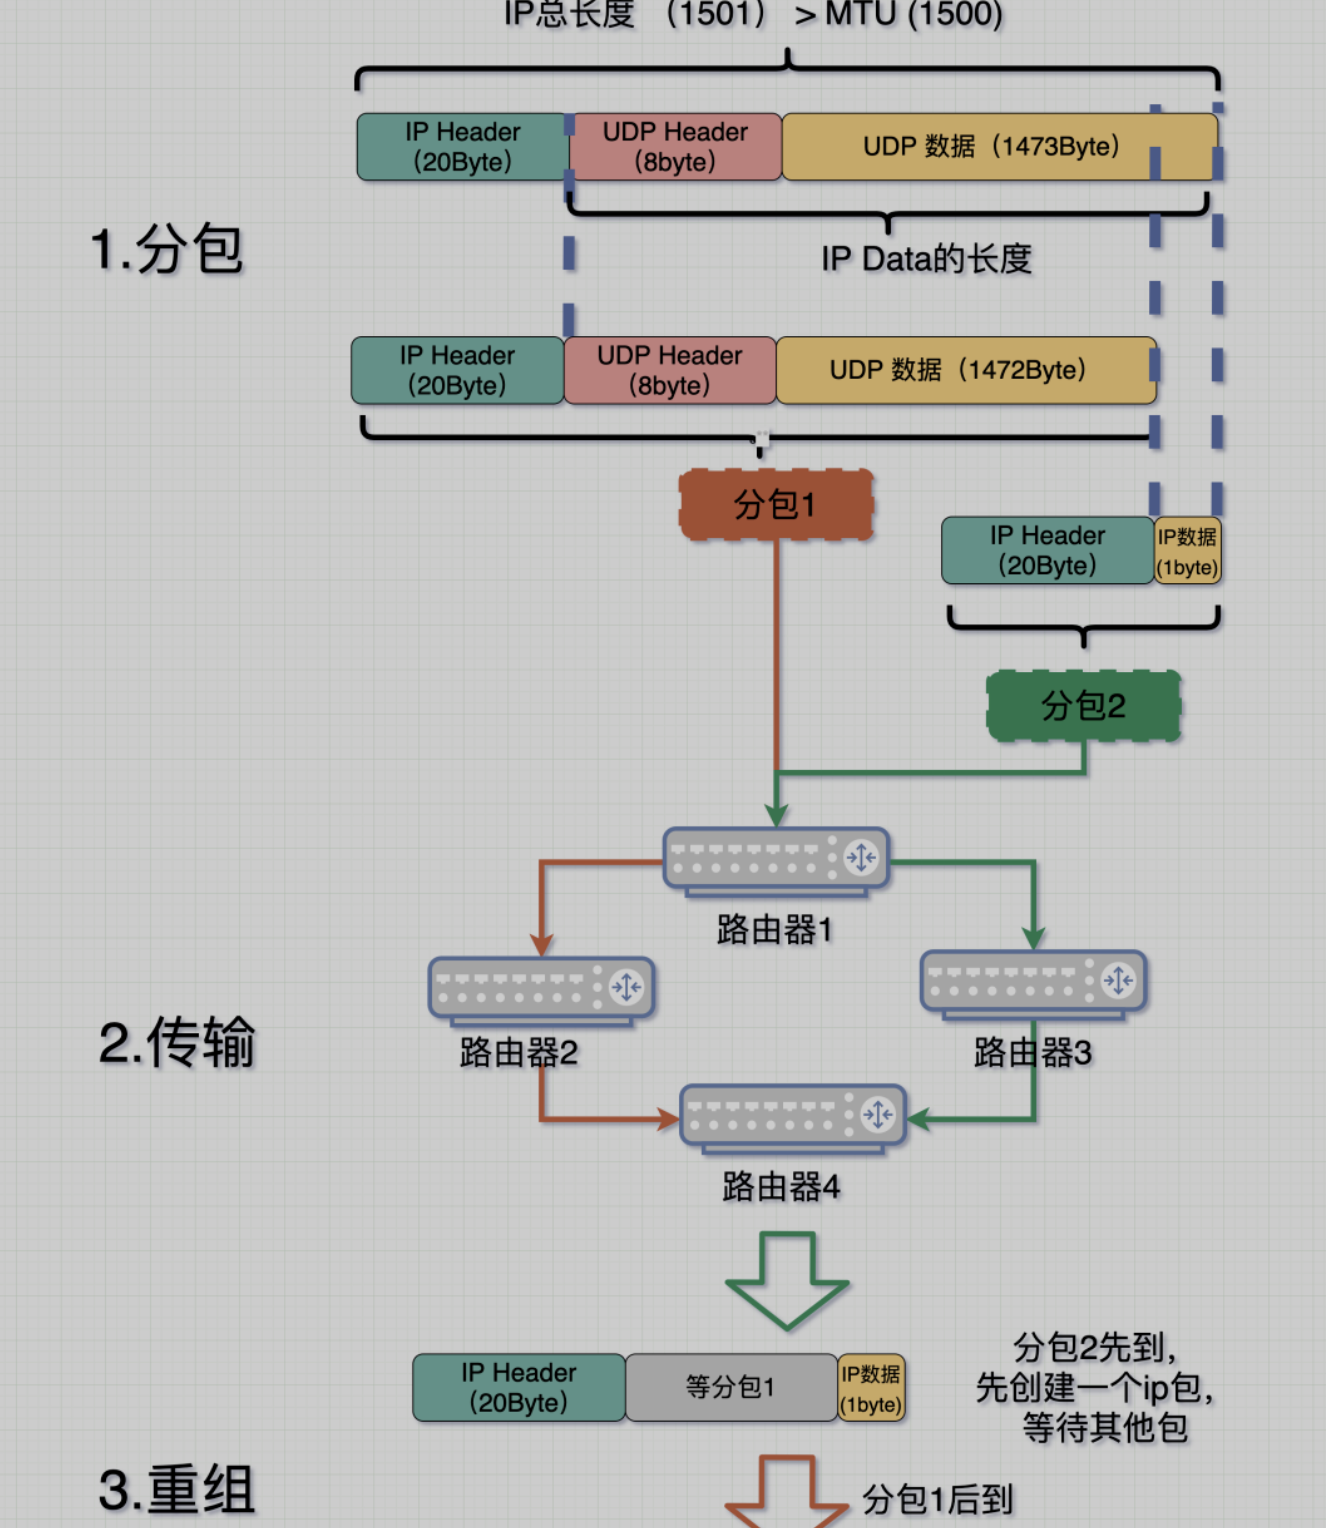 IP总长度 （1501） > MTU (1500)
IP Header
（20Byte）
UDP Header
（8byte）
UDP 数据（1473Byte）
1.分包
IP Data的长度
IP Header
（20Byte）
UDP Header
（8byte）
UDP 数据（1472Byte）
分包1
IP Header
（20Byte）
IP数据
(1byte)
分包2
路由器1
路由器2
路由器3
2.传输
路由器4
IP Header
（20Byte）
等分包1
IP数据
(1byte)
分包2先到，
先创建一个ip包，
等待其他包
3.重组
分包1后到